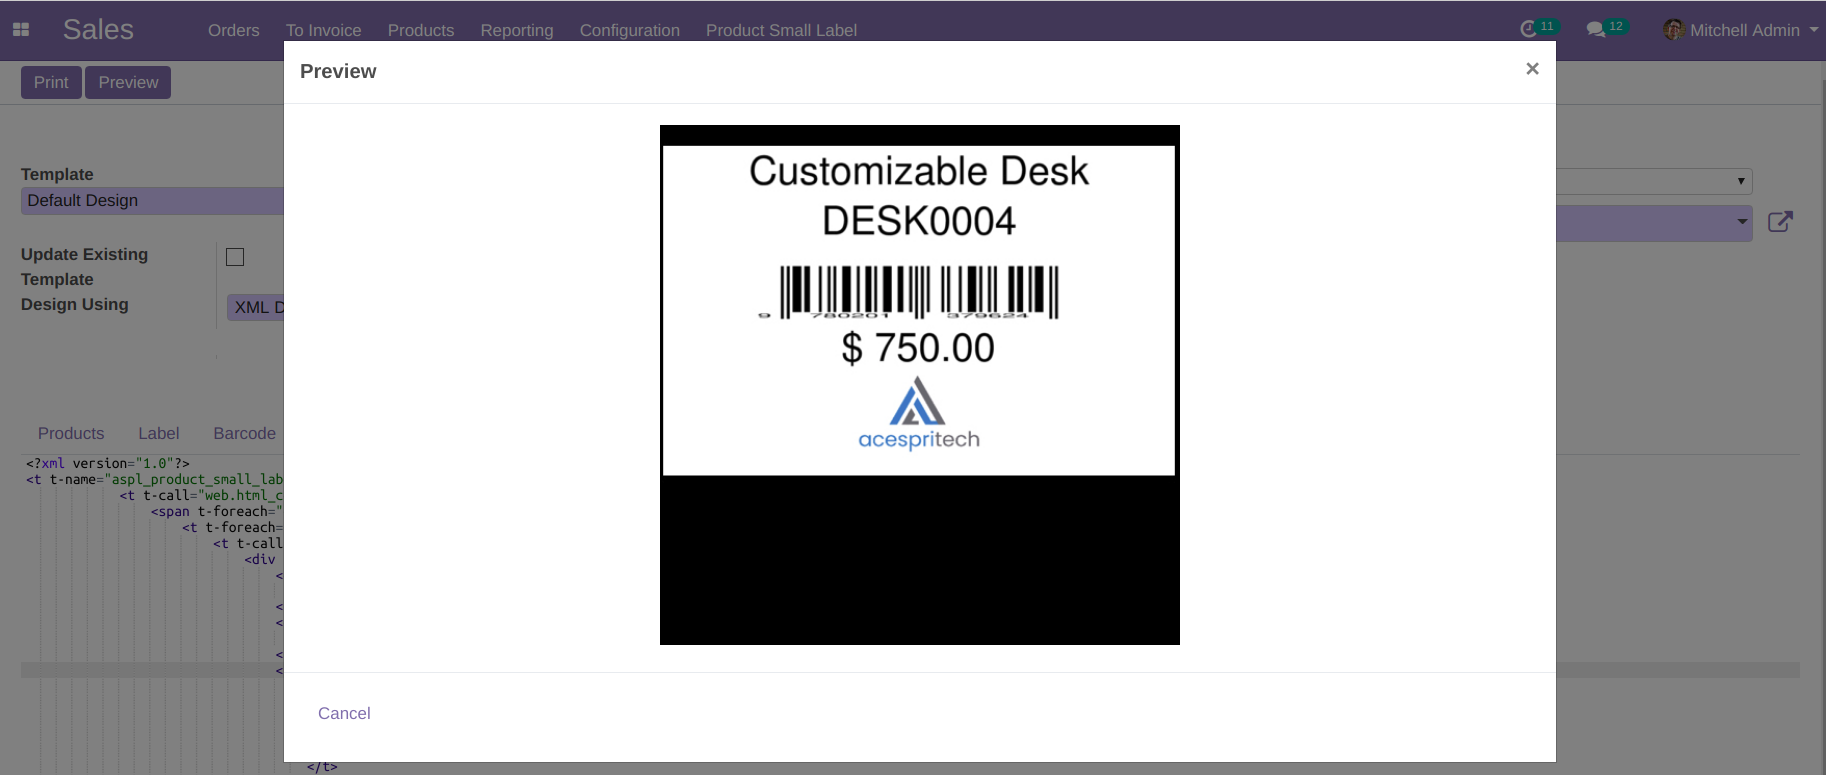 Sales
Orders To Invoice Products Reporting Configuration Product Small Label
11 12 Mitchell Admin
Print Preview
Preview ×
Template
Default Design
Update Existing
Template
Design Using
XML D
Products Label Barcode
<?xml version="1.0"?>
<t t-name="aspl_product_small_lab
<t t-call="web.html_c
<span t-foreach="
<t t-foreach=
<t t-call
<div
<
<
<
<
<
</t>
Customizable Desk
DESK0004
9 780201 379624
$ 750.00
acespritech
Cancel